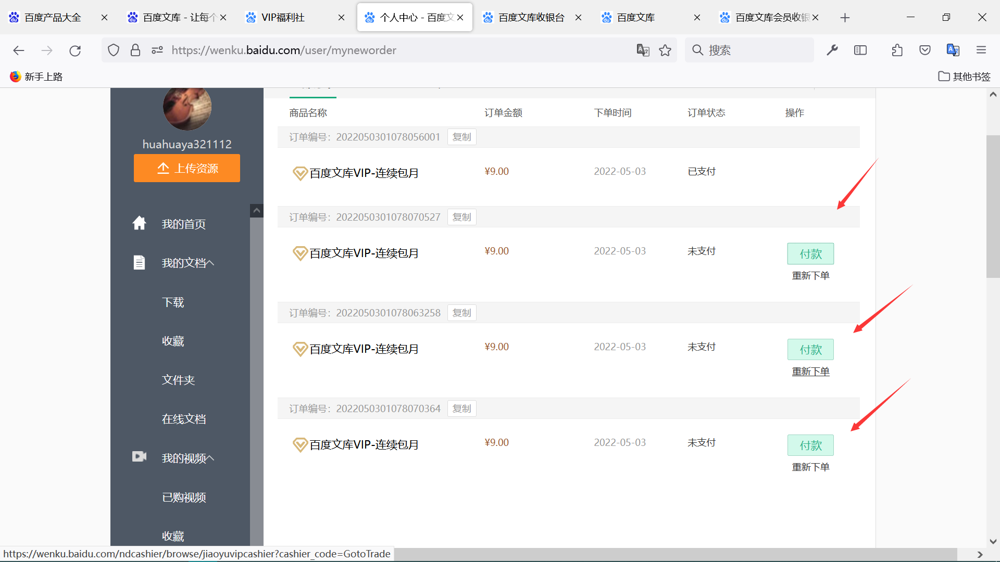 百度产品大全
百度文库 - 让每个
VIP福利社
个人中心 - 百度文
百度文库收银台
百度文库
百度文库会员收银
https://wenku.baidu.com/user/myneworder
搜索
新手上路
其他书签
huahuaya321112
上传资源
我的首页
我的文档
下载
收藏
文件夹
在线文档
我的视频
已购视频
收藏
商品名称 订单金额 下单时间 订单状态 操作
订单编号：2022050301078056001 复制
百度文库VIP-连续包月 ¥9.00 2022-05-03 已支付
订单编号：2022050301078070527 复制
百度文库VIP-连续包月 ¥9.00 2022-05-03 未支付 付款
重新下单
订单编号：2022050301078063258 复制
百度文库VIP-连续包月 ¥9.00 2022-05-03 未支付 付款
重新下单
订单编号：2022050301078070364 复制
百度文库VIP-连续包月 ¥9.00 2022-05-03 未支付 付款
重新下单
https://wenku.baidu.com/ndcashier/browse/jiaoyuvipcashier?cashier_code=GotoTrade